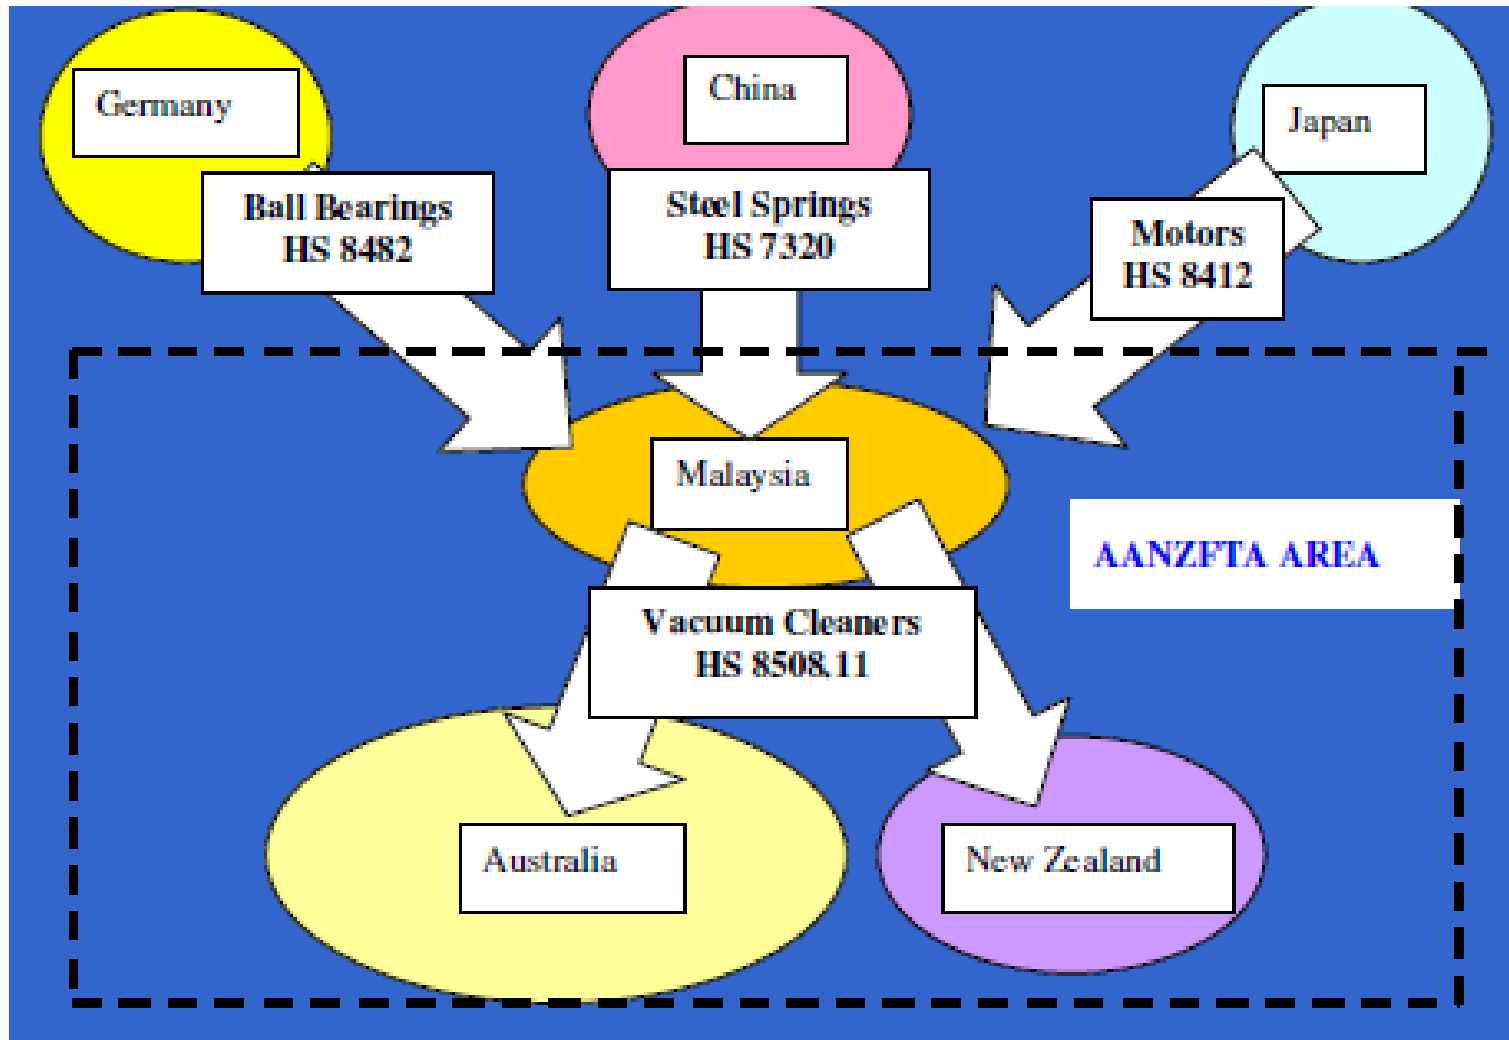 Germany
China
Japan
Ball Bearings
HS 8482
Steel Springs
HS 7320
Motors
HS 8412
Malaysia
AANZFTA AREA
Vacuum Cleaners
HS 8508.11
Australia
New Zealand